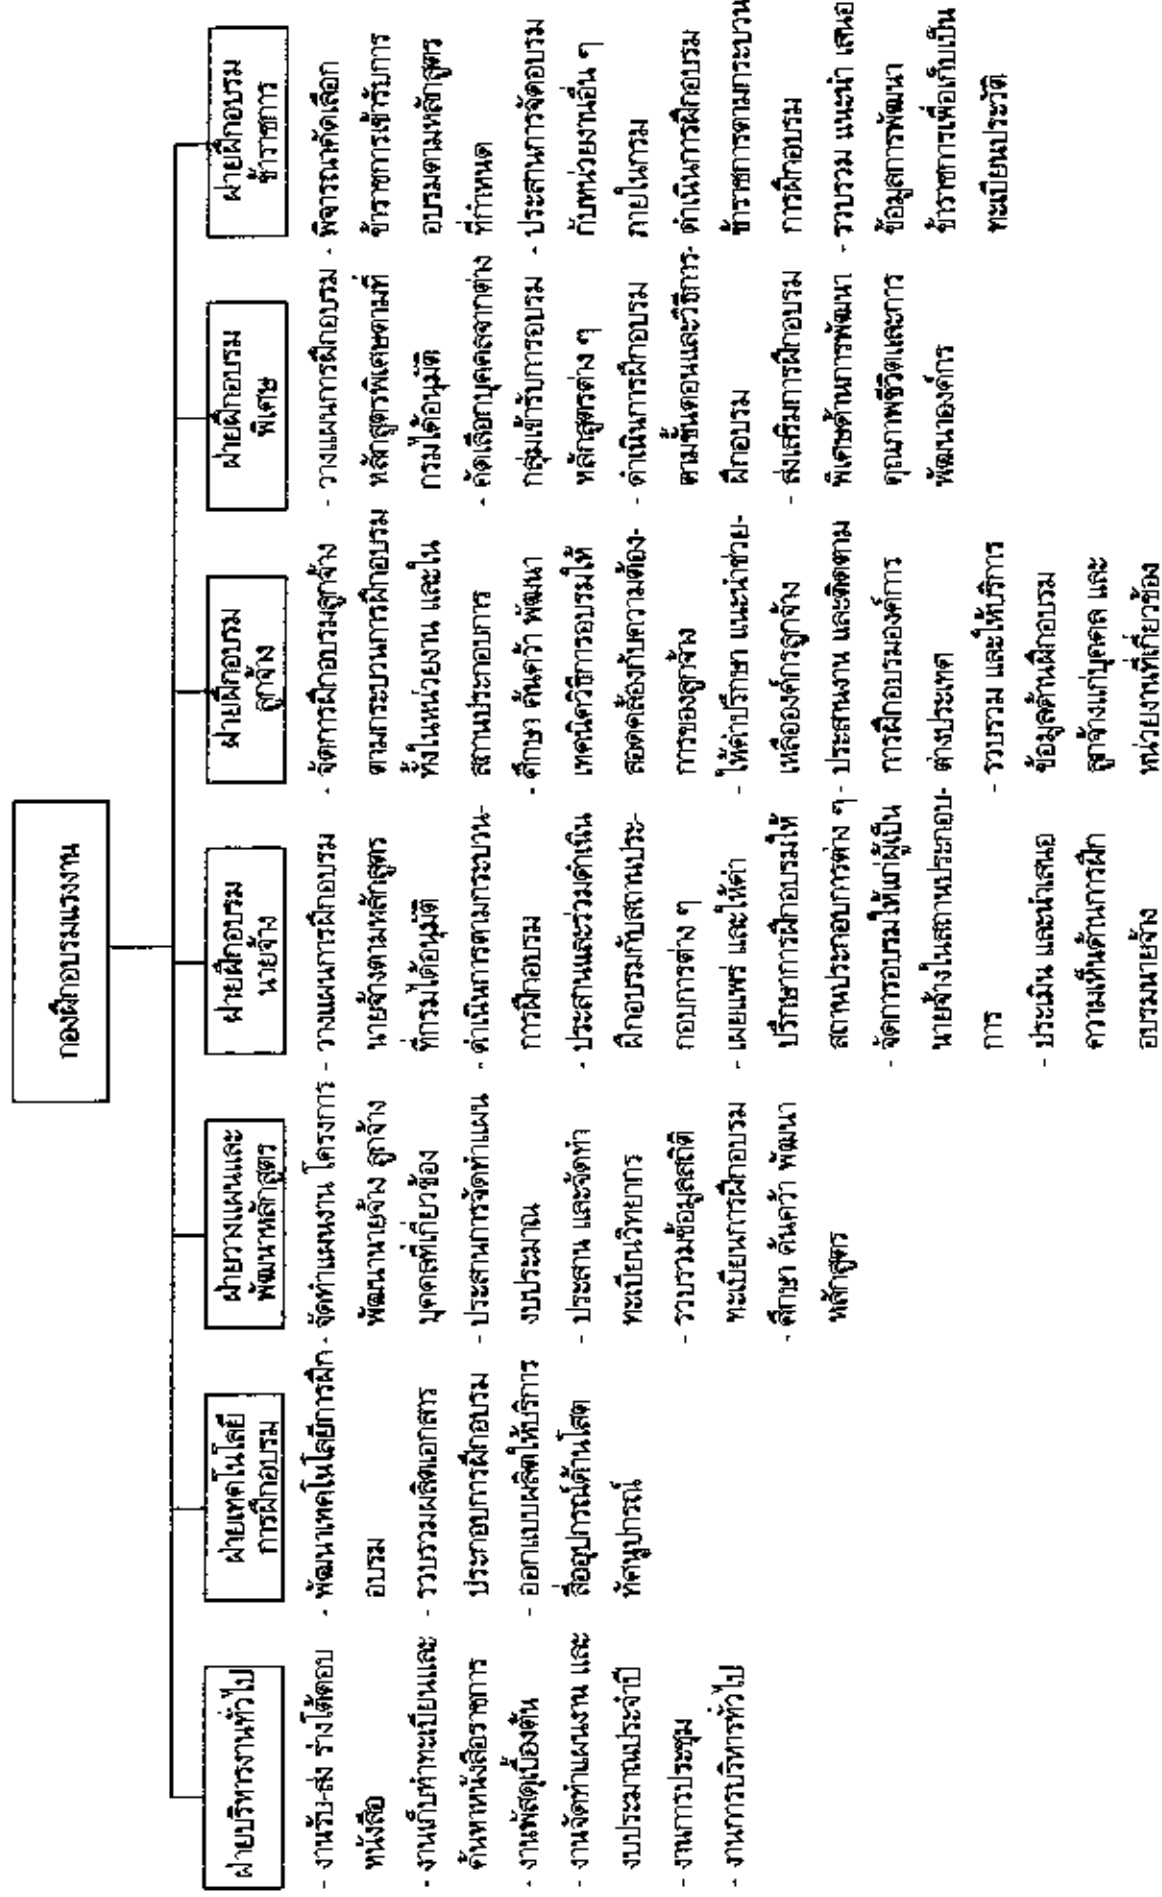 กองฝึกอบรมแรงงาน
ฝ่ายบริหารงานทั่วไป
- งานรับ-ส่ง ร่างโต้ตอบ
หนังสือ
- งานเก็บทำทะเบียนและ
ค้นหาหนังสือราชการ
- งานพัสดุเบื้องต้น
- งานจัดทำแผนงาน และ
งบประมาณประจำปี
- งานการประชุม
- งานการบริหารทั่วไป
ฝ่ายเทคโนโลยี
การฝึกอบรม
- พัฒนาเทคโนโลยีการฝึก
อบรม
- รวบรวมผลิตเอกสาร
ประกอบการฝึกอบรม
- ออกแบบผลิตให้บริการ
สื่ออุปกรณ์ด้านโสต
ทัศนูปกรณ์
ฝ่ายวางแผนและ
พัฒนาหลักสูตร
- จัดทำแผนงาน โครงการ
พัฒนานายจ้าง ลูกจ้าง
บุคคลที่เกี่ยวข้อง
- ประสานการจัดทำแผน
งบประมาณ
- ประสาน และจัดทำ
ทะเบียนวิทยากร
- รวบรวมข้อมูลสถิติ
ทะเบียนการฝึกอบรม
- ศึกษา ค้นคว้า พัฒนา
หลักสูตร
ฝ่ายฝึกอบรม
นายจ้าง
- วางแผนการฝึกอบรม
นายจ้างตามหลักสูตร
ที่กรมได้อนุมัติ
- ดำเนินการตามกระบวน-
การฝึกอบรม
- ประสานและร่วมดำเนิน
ฝึกอบรมกับสถานประ-
กอบการต่าง ๆ
- เผยแพร่ และให้คำ
ปรึกษาการฝึกอบรมให้
สถานประกอบการต่าง ๆ
- จัดการอบรมให้แก่ผู้เป็น
นายจ้างในสถานประกอบ-
การ
- ประเมิน และนำเสนอ
ความเห็นด้านการฝึก
อบรมนายจ้าง
ฝ่ายฝึกอบรม
ลูกจ้าง
- จัดการฝึกอบรมลูกจ้าง
ตามกระบวนการฝึกอบรม
ทั้งในหน่วยงาน และใน
สถานประกอบการ
- ศึกษา ค้นคว้า พัฒนา
เทคนิควิธีการอบรมให้
สอดคล้องกับความต้อง-
การของลูกจ้าง
- ให้คำปรึกษา แนะนำช่วย-
เหลือองค์กรลูกจ้าง
- ประสานงาน และติดตาม
การฝึกอบรมองค์การ
ต่างประเทศ
- รวบรวม และให้บริการ
ข้อมูลด้านฝึกอบรม
ลูกจ้างแก่บุคคล และ
หน่วยงานที่เกี่ยวข้อง
ฝ่ายฝึกอบรม
พิเศษ
- วางแผนการฝึกอบรม
หลักสูตรพิเศษตามที่
กรมได้อนุมัติ
- คัดเลือกบุคคลจากต่าง
กลุ่มเข้ารับการอบรม
หลักสูตรต่าง ๆ
- ดำเนินการฝึกอบรม
ตามขั้นตอนและวิธีการ
ฝึกอบรม
- ส่งเสริมการฝึกอบรม
พิเศษด้านการพัฒนา
คุณภาพชีวิตและการ
พัฒนาองค์กร
ฝ่ายฝึกอบรม
ข้าราชการ
- พิจารณาคัดเลือก
ข้าราชการเข้ารับการ
อบรมตามหลักสูตร
ที่กำหนด
- ประสานการจัดอบรม
กับหน่วยงานอื่น ๆ
ภายในกรม
- ดำเนินการฝึกอบรม
ข้าราชการตามกระบวน
การฝึกอบรม
- รวบรวม แนะนำ เสนอ
ข้อมูลการพัฒนา
ข้าราชการเพื่อเก็บเป็น
ทะเบียนประวัติ